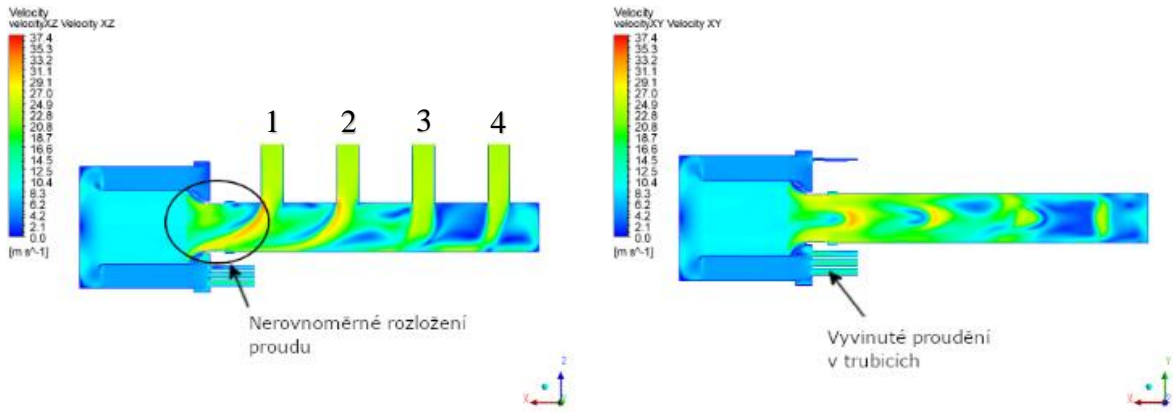 Velocity
velocityXZ Velocity XZ
37.4
35.3
33.2
31.1
29.1
27.0
24.9
22.8
20.8
18.7
16.6
14.5
12.5
10.4
8.3
6.2
4.2
2.1
0.0
[m s^-1]
1 2 3 4
Nerovnoměrné rozložení
proudu
Z
X
Velocity
velocityXY Velocity XY
37.4
35.3
33.2
31.1
29.1
27.0
24.9
22.8
20.8
18.7
16.6
14.5
12.5
10.4
8.3
6.2
4.2
2.1
0.0
[m s^-1]
Vyvinuté proudění
v trubicích
Y
X